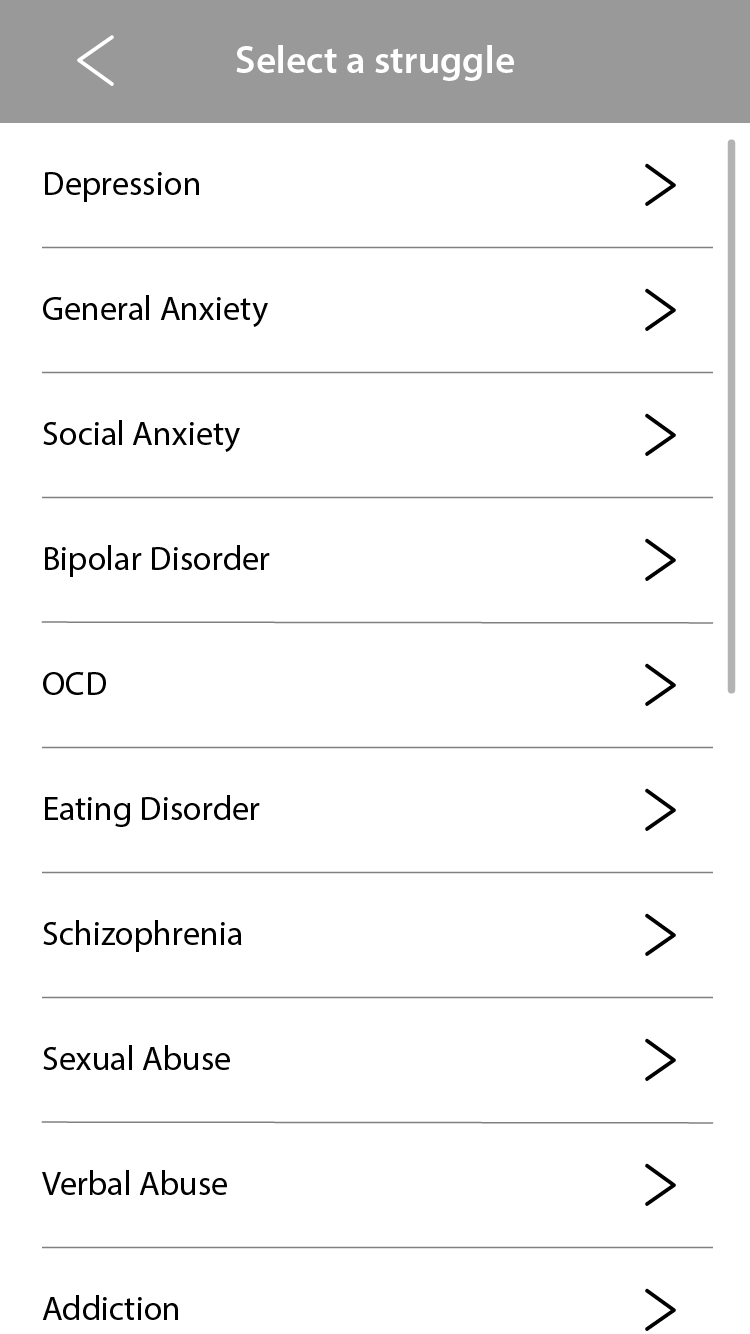 Select a struggle
Depression
General Anxiety
Social Anxiety
Bipolar Disorder
OCD
Eating Disorder
Schizophrenia
Sexual Abuse
Verbal Abuse
Addiction